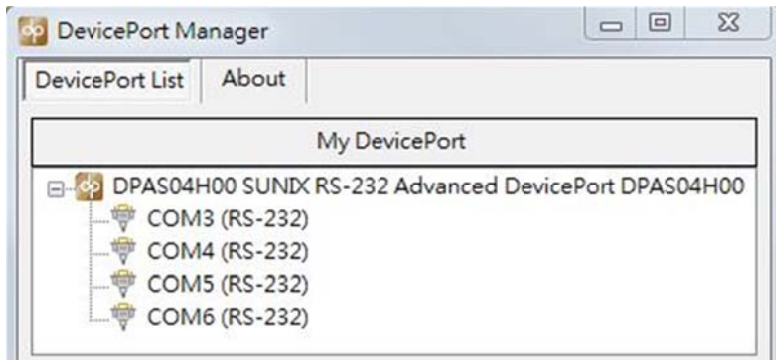 DevicePort Manager
DevicePort List About
My DevicePort
DPAS04H00 SUNIX RS-232 Advanced DevicePort DPAS04H00
COM3 (RS-232)
COM4 (RS-232)
COM5 (RS-232)
COM6 (RS-232)